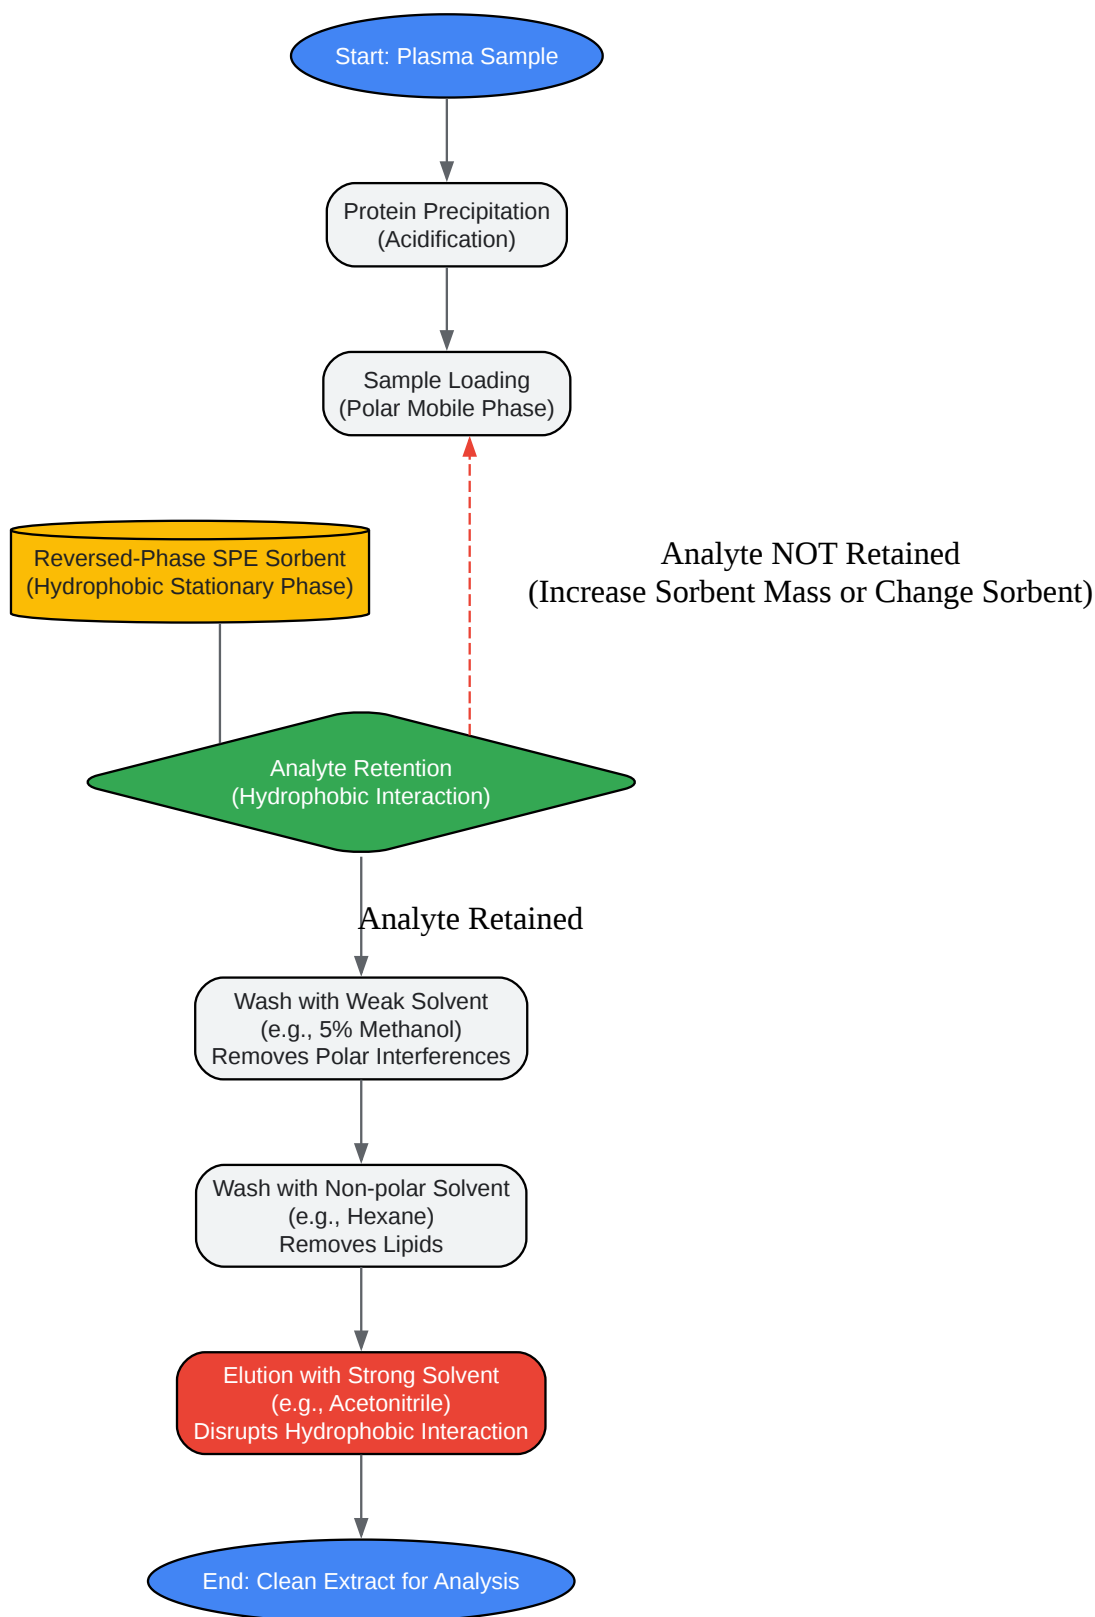 Start: Plasma Sample
Protein Precipitation
(Acidification)
Sample Loading
(Polar Mobile Phase)
Reversed-Phase SPE Sorbent
(Hydrophobic Stationary Phase)
Analyte NOT Retained
(Increase Sorbent Mass or Change Sorbent)
Analyte Retention
(Hydrophobic Interaction)
Analyte Retained
Wash with Weak Solvent
(e.g., 5% Methanol)
Removes Polar Interferences
Wash with Non-polar Solvent
(e.g., Hexane)
Removes Lipids
Elution with Strong Solvent
(e.g., Acetonitrile)
Disrupts Hydrophobic Interaction
End: Clean Extract for Analysis